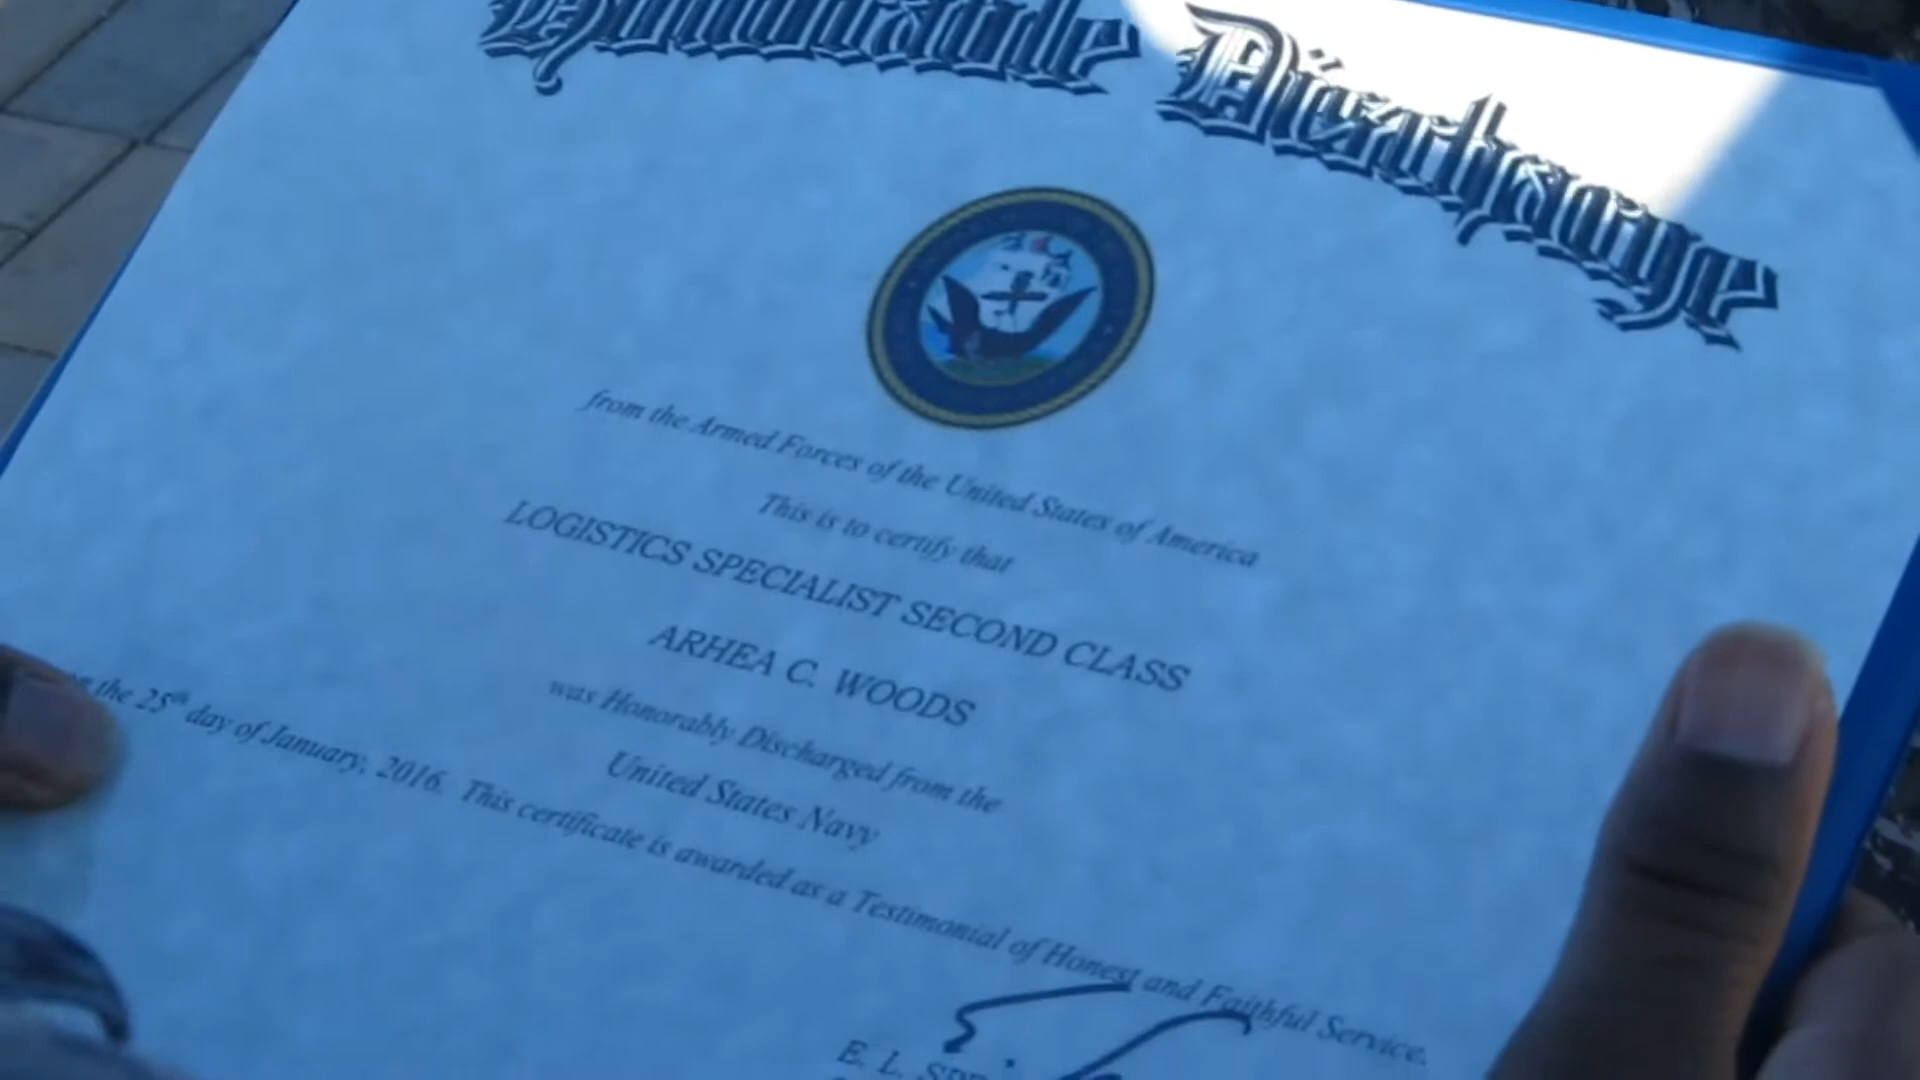 Honorable Discharge
from the Armed Forces of the United States of America
This is to certify that
LOGISTICS SPECIALIST SECOND CLASS
ARHEA C. WOODS
was Honorably Discharged from the
United States Navy
the 25th day of January, 2016. This certificate is awarded as a Testimonial of Honest and Faithful Service.
E. L.